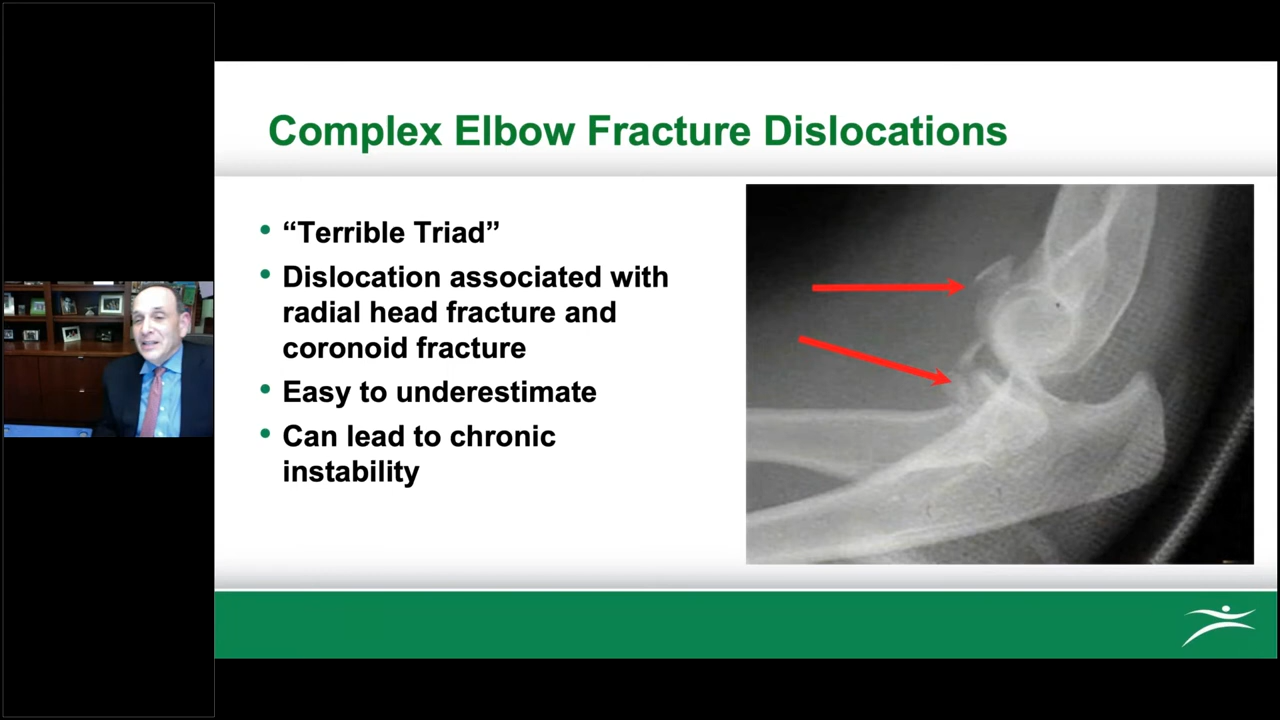 Complex Elbow Fracture Dislocations
• “Terrible Triad”
• Dislocation associated with
radial head fracture and
coronoid fracture
• Easy to underestimate
• Can lead to chronic
instability